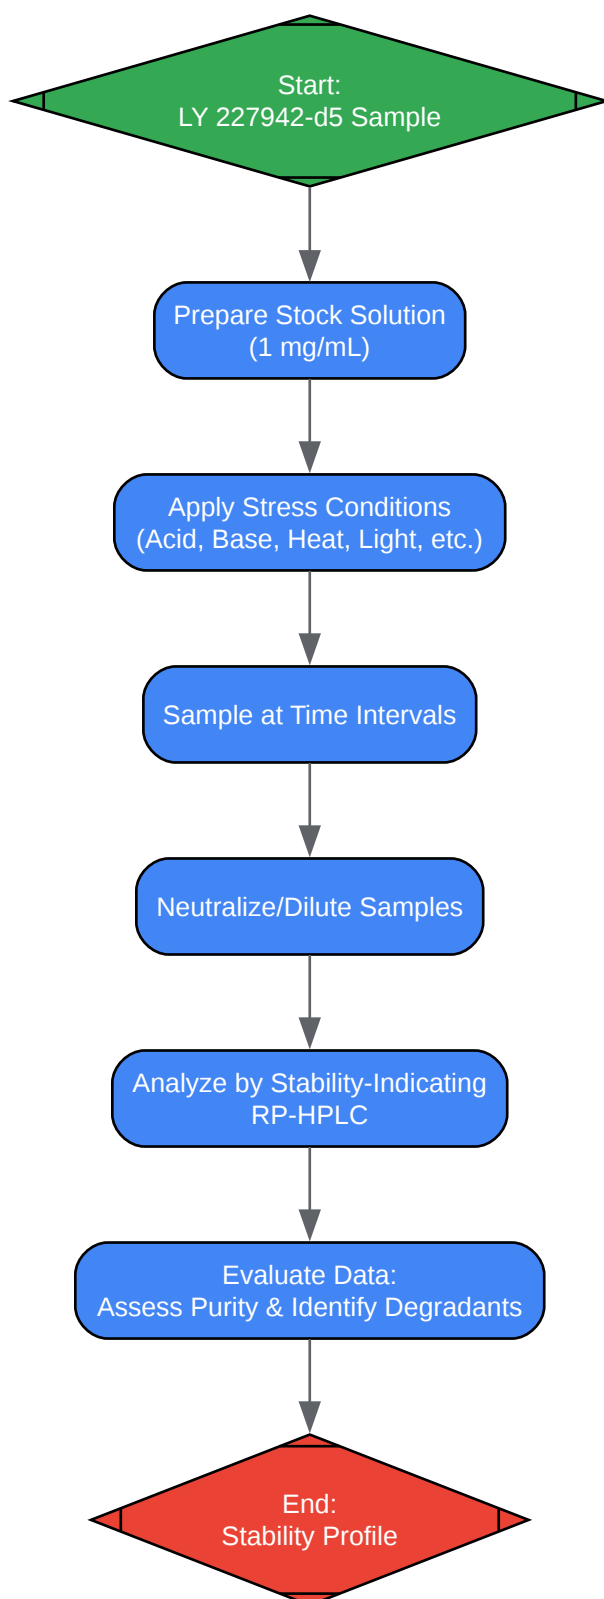 Start:
LY 227942-d5 Sample
Prepare Stock Solution
(1 mg/mL)
Apply Stress Conditions
(Acid, Base, Heat, Light, etc.)
Sample at Time Intervals
Neutralize/Dilute Samples
Analyze by Stability-Indicating
RP-HPLC
Evaluate Data:
Assess Purity & Identify Degradants
End:
Stability Profile